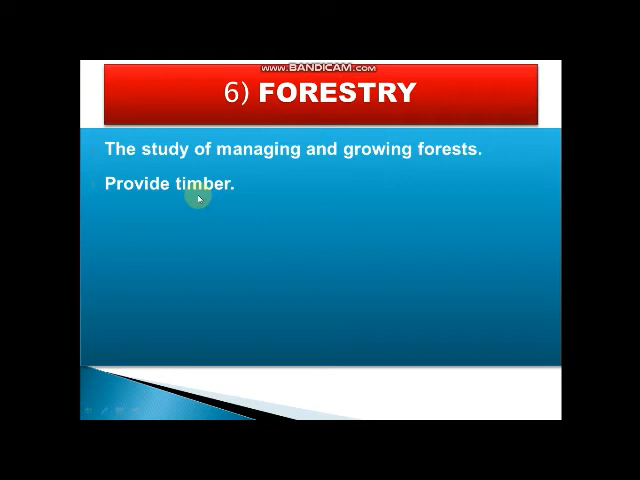 www.BANDICAM.com
6) FORESTRY
The study of managing and growing forests.
Provide timber.